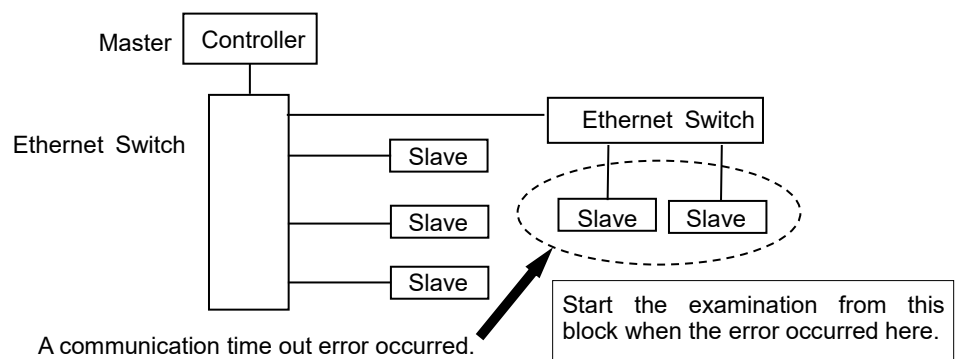 Master
Controller
Ethernet Switch
Ethernet Switch
Slave
Slave
Slave
Slave
Slave
A communication time out error occurred.
Start the examination from this
block when the error occurred here.